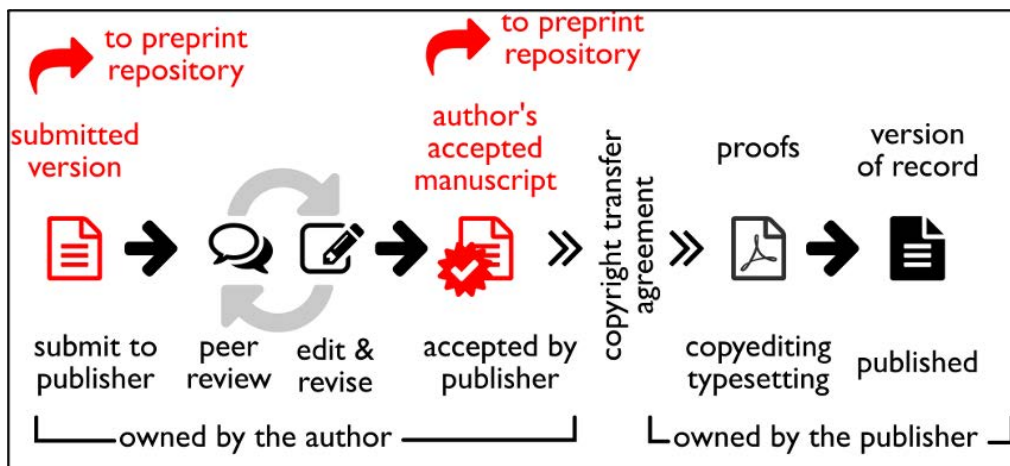 to preprint
repository
to preprint
repository
submitted
version
author's
accepted
manuscript
copyright transfer
agreement
proofs
version
of record
submit to
publisher
peer
review
edit &
revise
accepted by
publisher
copyediting
typesetting
published
owned by the author
owned by the publisher